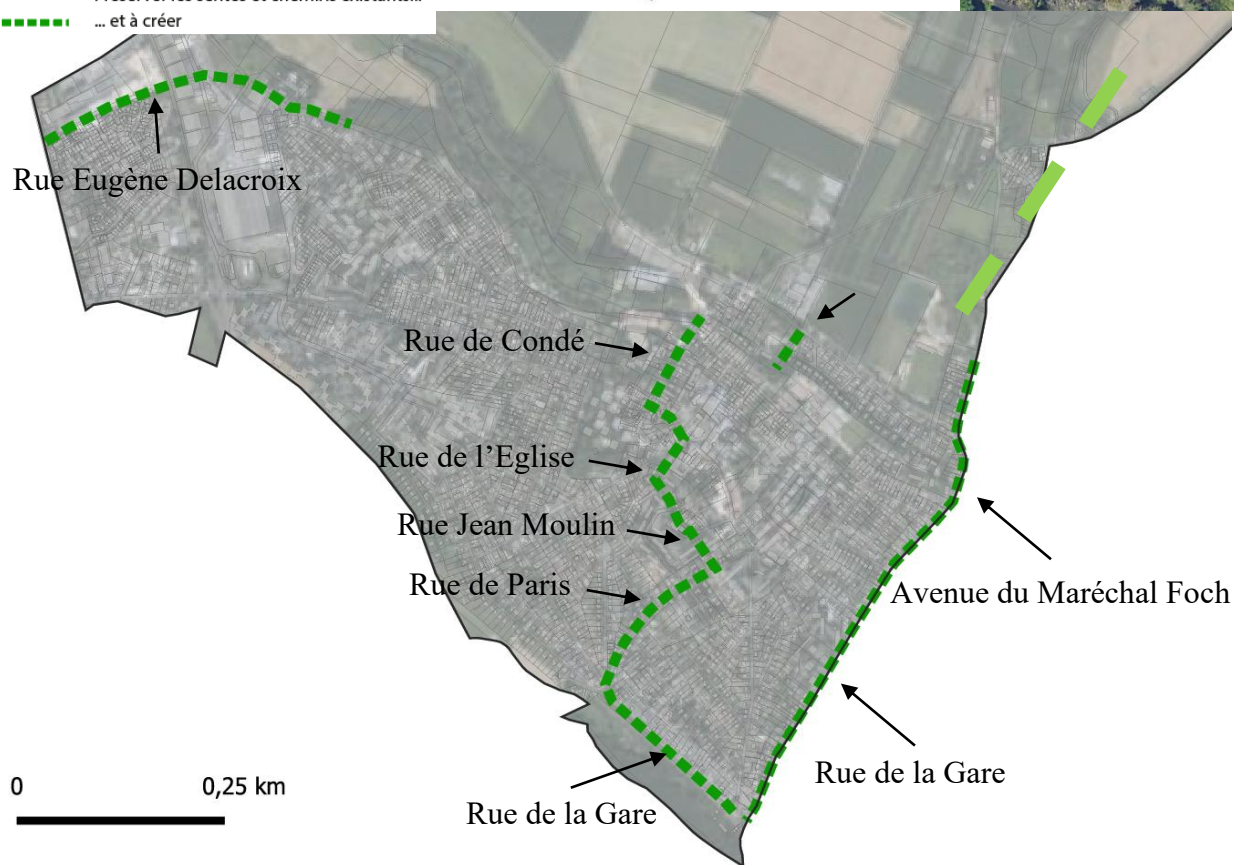 ... et à créer
Rue Eugène Delacroix
Rue de Condé
Rue de l’Eglise
Rue Jean Moulin
Rue de Paris
Avenue du Maréchal Foch
Rue de la Gare
Rue de la Gare
0 0,25 km